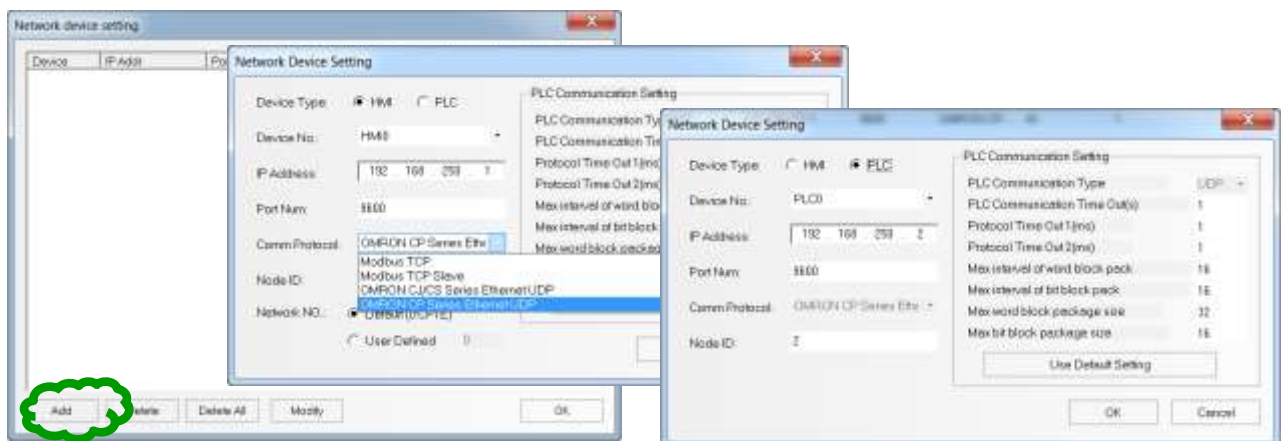 Network device setting
Device IP Addr Po
Add Delete Delete All Modify OK
Network Device Setting
Device Type: HMI PLC
Device No.: HMI0
IP Address: 192 168 250 1
Port Num: 9600
Comm Protocol: OMRON CP Series Ethe
Modbus TCP
Modbus TCP Slave
OMRON CJ/CS Series Ethernet UDP
OMRON CP Series Ethernet UDP
Node ID:
Network NO.: Default(0,CP1E)
User Defined 0
PLC Communication Setting
PLC Communication Ty
PLC Communication Tim
Protocol Time Out 1(ms)
Protocol Time Out 2(ms)
Max interval of word blo
Max interval of bit block
Max word block package
Network Device Setting
Device Type: HMI PLC
Device No.: PLC0
IP Address: 192 168 250 2
Port Num: 9600
Comm Protocol: OMRON CP Series Ethe
Node ID: 2
PLC Communication Setting
PLC Communication Type UDP
PLC Communication Time Out(s) 1
Protocol Time Out 1(ms) 1
Protocol Time Out 2(ms) 1
Max interval of word block pack 16
Max interval of bit block pack 16
Max word block package size 32
Max bit block package size 16
Use Default Setting
OK Cancel